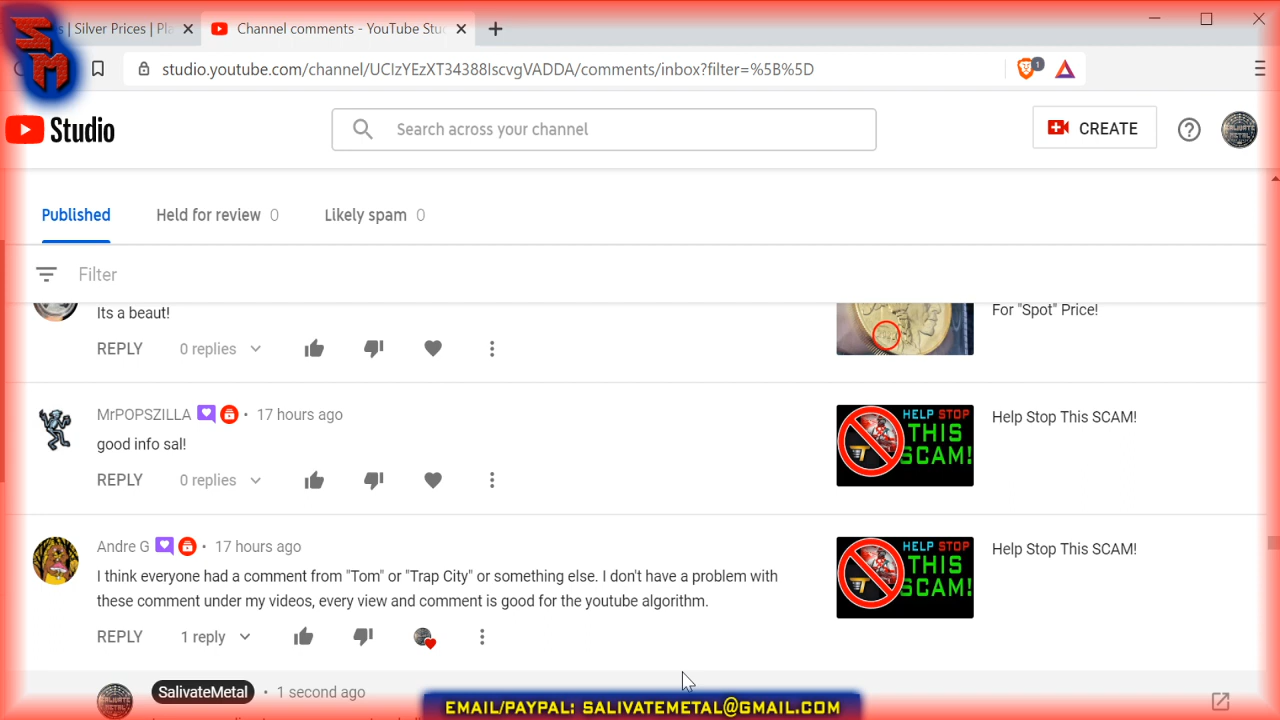 SM
Silver Prices | Pla
Channel comments - YouTube Stu
studio.youtube.com/channel/UCIzYEzXT34388IscvgVADDA/comments/inbox?filter=%5B%5D
1
Studio
Search across your channel
CREATE
Published
Held for review 0
Likely spam 0
Filter
Its a beaut!
For "Spot" Price!
REPLY 0 replies
MrPOPSZILLA • 17 hours ago
good info sal!
REPLY 0 replies
HELP STOP
THIS
SCAM!
Help Stop This SCAM!
Andre G • 17 hours ago
I think everyone had a comment from "Tom" or "Trap City" or something else. I don't have a problem with
these comment under my videos, every view and comment is good for the youtube algorithm.
REPLY 1 reply
HELP STOP
THIS
SCAM!
Help Stop This SCAM!
SalivateMetal • 1 second ago
EMAIL/PAYPAL: SALIVATEMETAL@GMAIL.COM